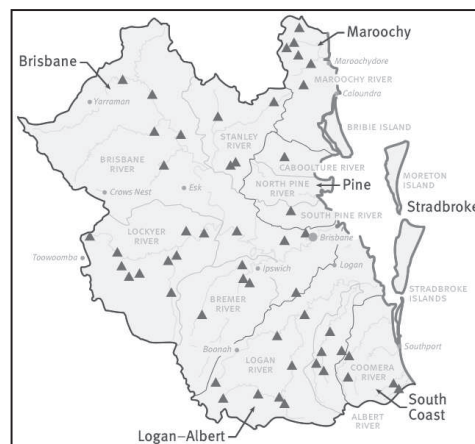 Maroochy
Brisbane
Maroochydore
MAROOCHY RIVER
Yarraman
Caloundra
STANLEY
RIVER
BRIBIE ISLAND
BRISBANE
RIVER
CABOOLTURE RIVER
MORETON
ISLAND
NORTH PINE
RIVER
Pine
Crows Nest
Esk
Stradbroke
SOUTH PINE RIVER
LOCKYER
RIVER
Brisbane
Toowoomba
Ipswich
Logan
STRADBROKE
ISLANDS
BREMER
RIVER
Boonah
Southport
LOGAN
RIVER
COOMERA
RIVER
South
Coast
ALBERT
RIVER
Logan–Albert